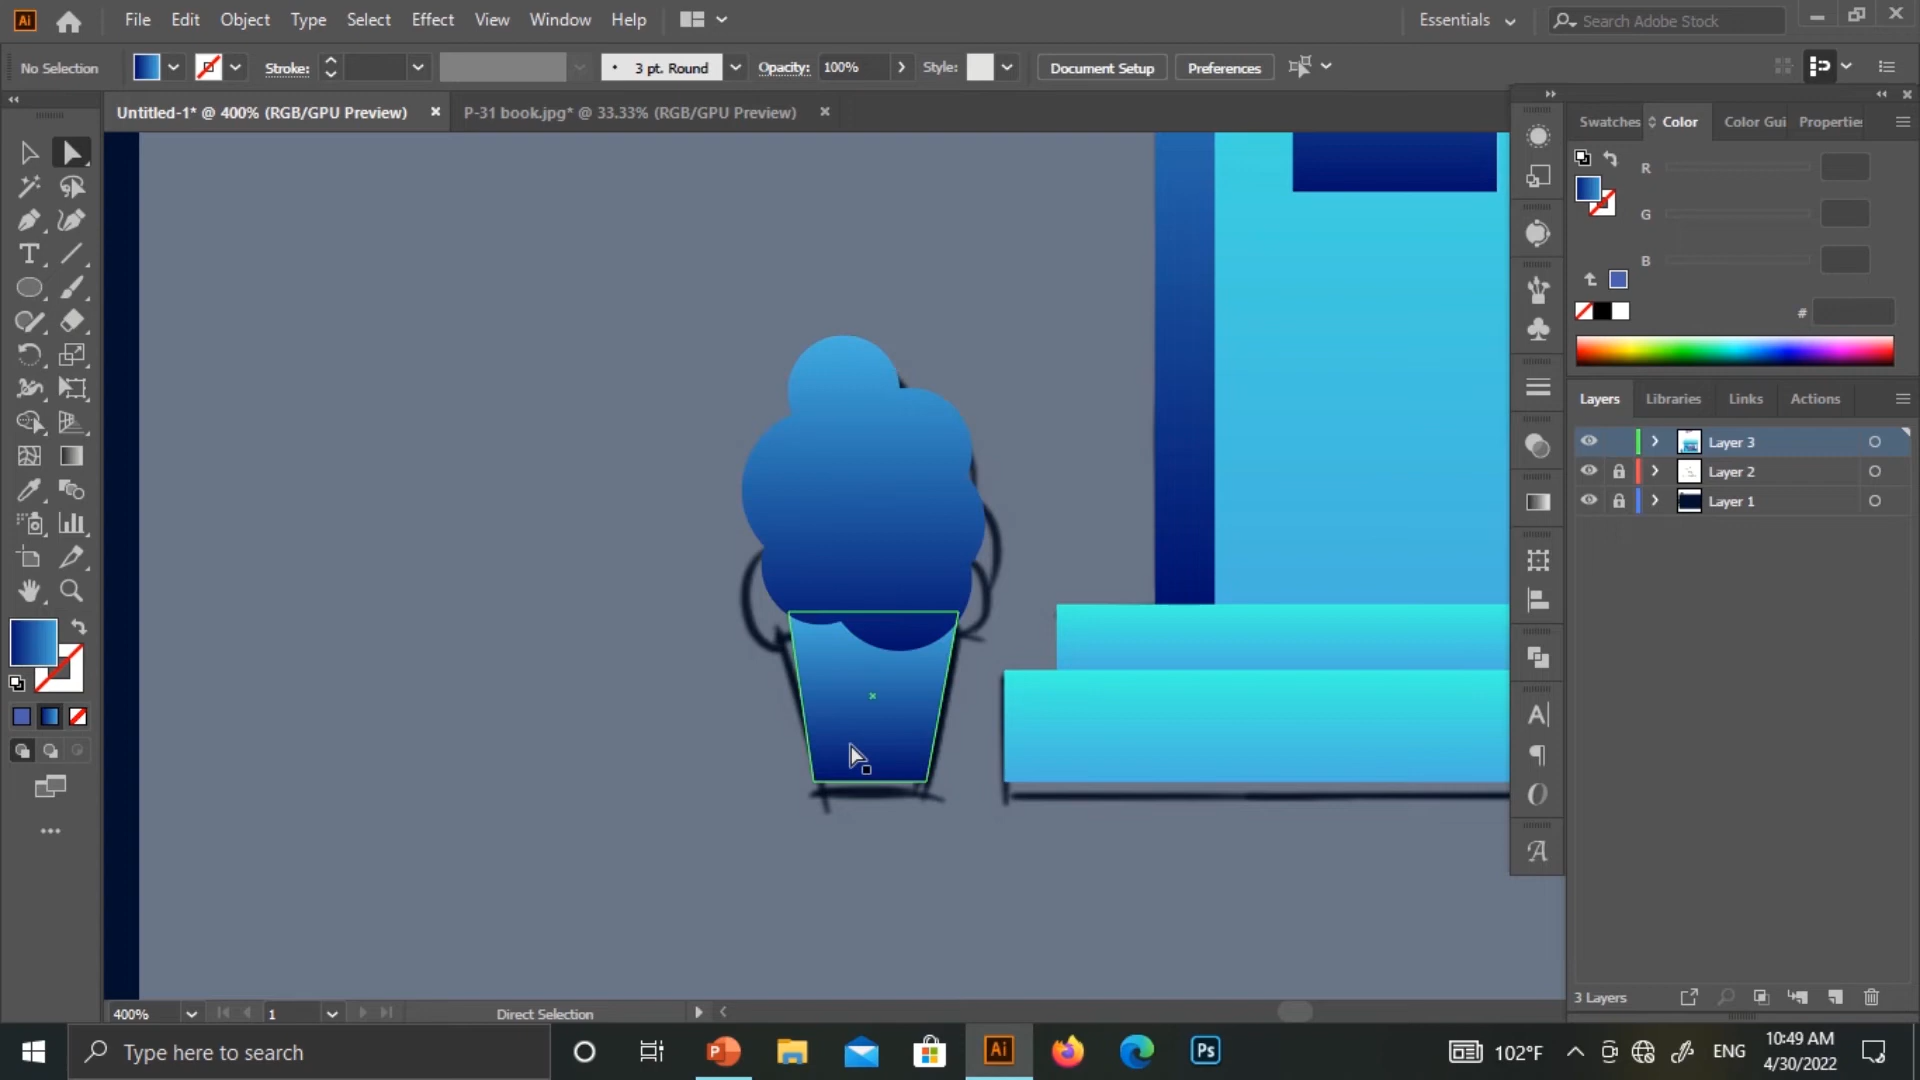 Ai File Edit Object Type Select Effect View Window Help Essentials Search Adobe Stock
No Selection Stroke: 3 pt. Round Opacity: 100% Style: Document Setup Preferences
Untitled-1* @ 400% (RGB/GPU Preview) P-31 book.jpg* @ 33.33% (RGB/GPU Preview)
Swatches Color Color Gui Propertie
R
G
B
#
Layers Libraries Links Actions
Layer 3
Layer 2
Layer 1
400% 1 Direct Selection
3 Layers
Type here to search
P
Ai
Ps
102°F
ENG
10:49 AM
4/30/2022